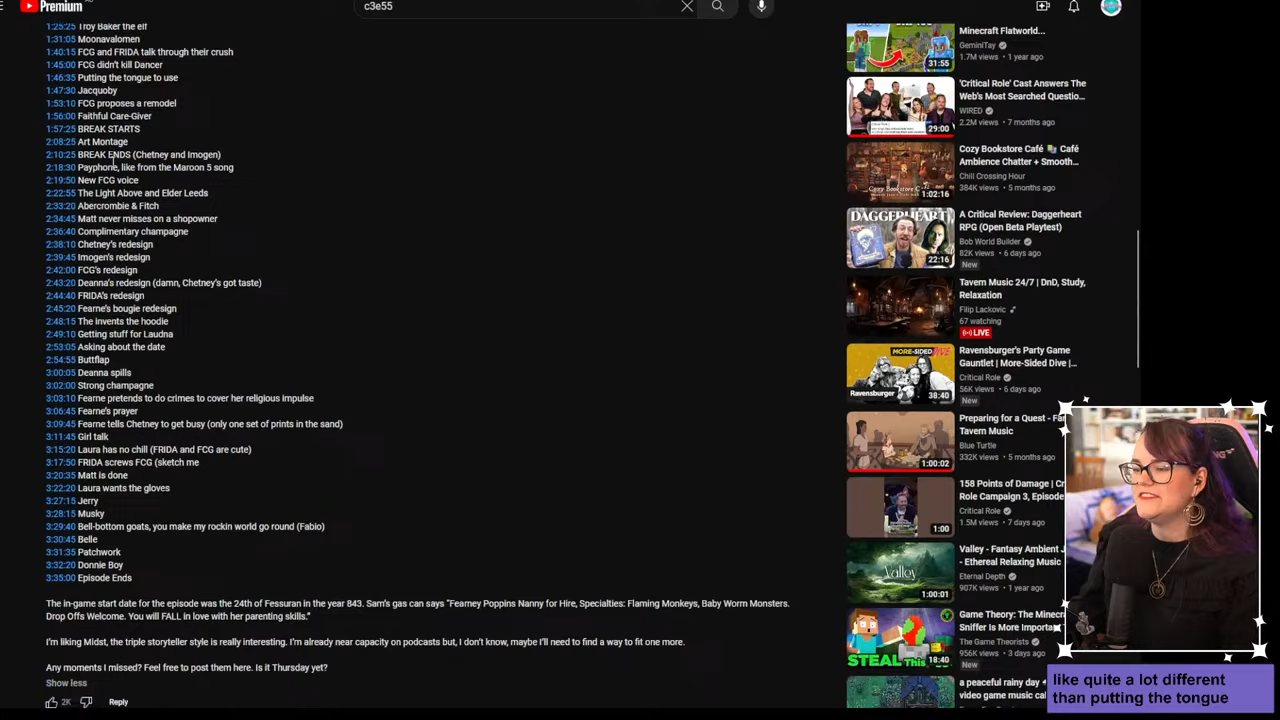 Premium
c3e55
1:25:25 Troy Baker the elf
1:31:05 Moonavalomen
1:40:15 FCG and FRIDA talk through their crush
1:45:00 FCG didn't kill Dancer
1:46:35 Putting the tongue to use
1:47:30 Jacquoby
1:53:10 FCG proposes a remodel
1:56:00 Faithful Care-Giver
1:57:25 BREAK STARTS
2:08:25 Art Montage
2:10:25 BREAK ENDS (Chetney and Imogen)
2:18:30 Payphone, like from the Maroon 5 song
2:19:50 New FCG voice
2:22:55 The Light Above and Elder Leeds
2:33:20 Abercrombie & Fitch
2:34:45 Matt never misses on a shopowner
2:36:40 Complimentary champagne
2:38:10 Chetney's redesign
2:39:45 Imogen's redesign
2:42:00 FCG's redesign
2:43:20 Deanna's redesign (damn, Chetney's got taste)
2:44:40 FRIDA's redesign
2:45:20 Fearne's bougie redesign
2:48:15 The invents the hoodie
2:49:10 Getting stuff for Laudna
2:53:05 Asking about the date
2:54:55 Buttflap
3:00:05 Deanna spills
3:02:00 Strong champagne
3:03:10 Fearne pretends to do crimes to cover her religious impulse
3:06:45 Fearne's prayer
3:09:45 Fearne tells Chetney to get busy (only one set of prints in the sand)
3:11:45 Girl talk
3:15:20 Laura has no chill (FRIDA and FCG are cute)
3:17:50 FRIDA screws FCG (sketch me
3:20:35 Matt is done
3:22:20 Laura wants the gloves
3:27:15 Jerry
3:28:15 Musky
3:29:40 Bell-bottom goats, you make my rockin world go round (Fabio)
3:30:45 Belle
3:31:35 Patchwork
3:32:20 Donnie Boy
3:35:00 Episode Ends
The in-game start date for the episode was the 24th of Fessuran in the year 843. Sam's gas can says "Fearney Poppins Nanny for Hire, Specialties: Flaming Monkeys, Baby Worm Monsters.
Drop Offs Welcome. You will FALL in love with her parenting skills."
I'm liking Midst, the triple storyteller style is really interesting. I'm already near capacity on podcasts but, I don't know, maybe I'll need to find a way to fit one more.
Any moments I missed? Feel free to post them here. Is it Thursday yet?
Show less
2K
Reply
31:55
Minecraft Flatworld...
GeminiTay
1.7M views • 1 year ago
29:00
'Critical Role' Cast Answers The
Web's Most Searched Questio...
WIRED
2.2M views • 7 months ago
Cozy Bookstore C
1:02:16
Cozy Bookstore Café Café
Ambience Chatter + Smooth...
Chill Crossing Hour
384K views • 5 months ago
DAGGERHEART
22:16
A Critical Review: Daggerheart
RPG (Open Beta Playtest)
Bob World Builder
82K views • 6 days ago
New
Tavern Music 24/7 | DnD, Study,
Relaxation
Filip Lackovic
67 watching
LIVE
MORE-SIDED LIVE
Ravensburger
38:40
Ravensburger's Party Game
Gauntlet | More-Sided Dive |...
Critical Role
56K views • 6 days ago
New
1:00:02
Preparing for a Quest - Fan
Tavern Music
Blue Turtle
332K views • 5 months ago
1:00
158 Points of Damage | Cr
Role Campaign 3, Episode
Critical Role
1.5M views • 7 days ago
Valley
1:00:01
Valley - Fantasy Ambient
- Ethereal Relaxing Music
Eternal Depth
907K views • 1 year ago
STEAL This
18:40
Game Theory: The Minecr
Sniffer Is More Importan
The Game Theorists
956K views • 3 days ago
New
a peaceful rainy day
video game music cal
like quite a lot different
than putting the tongue